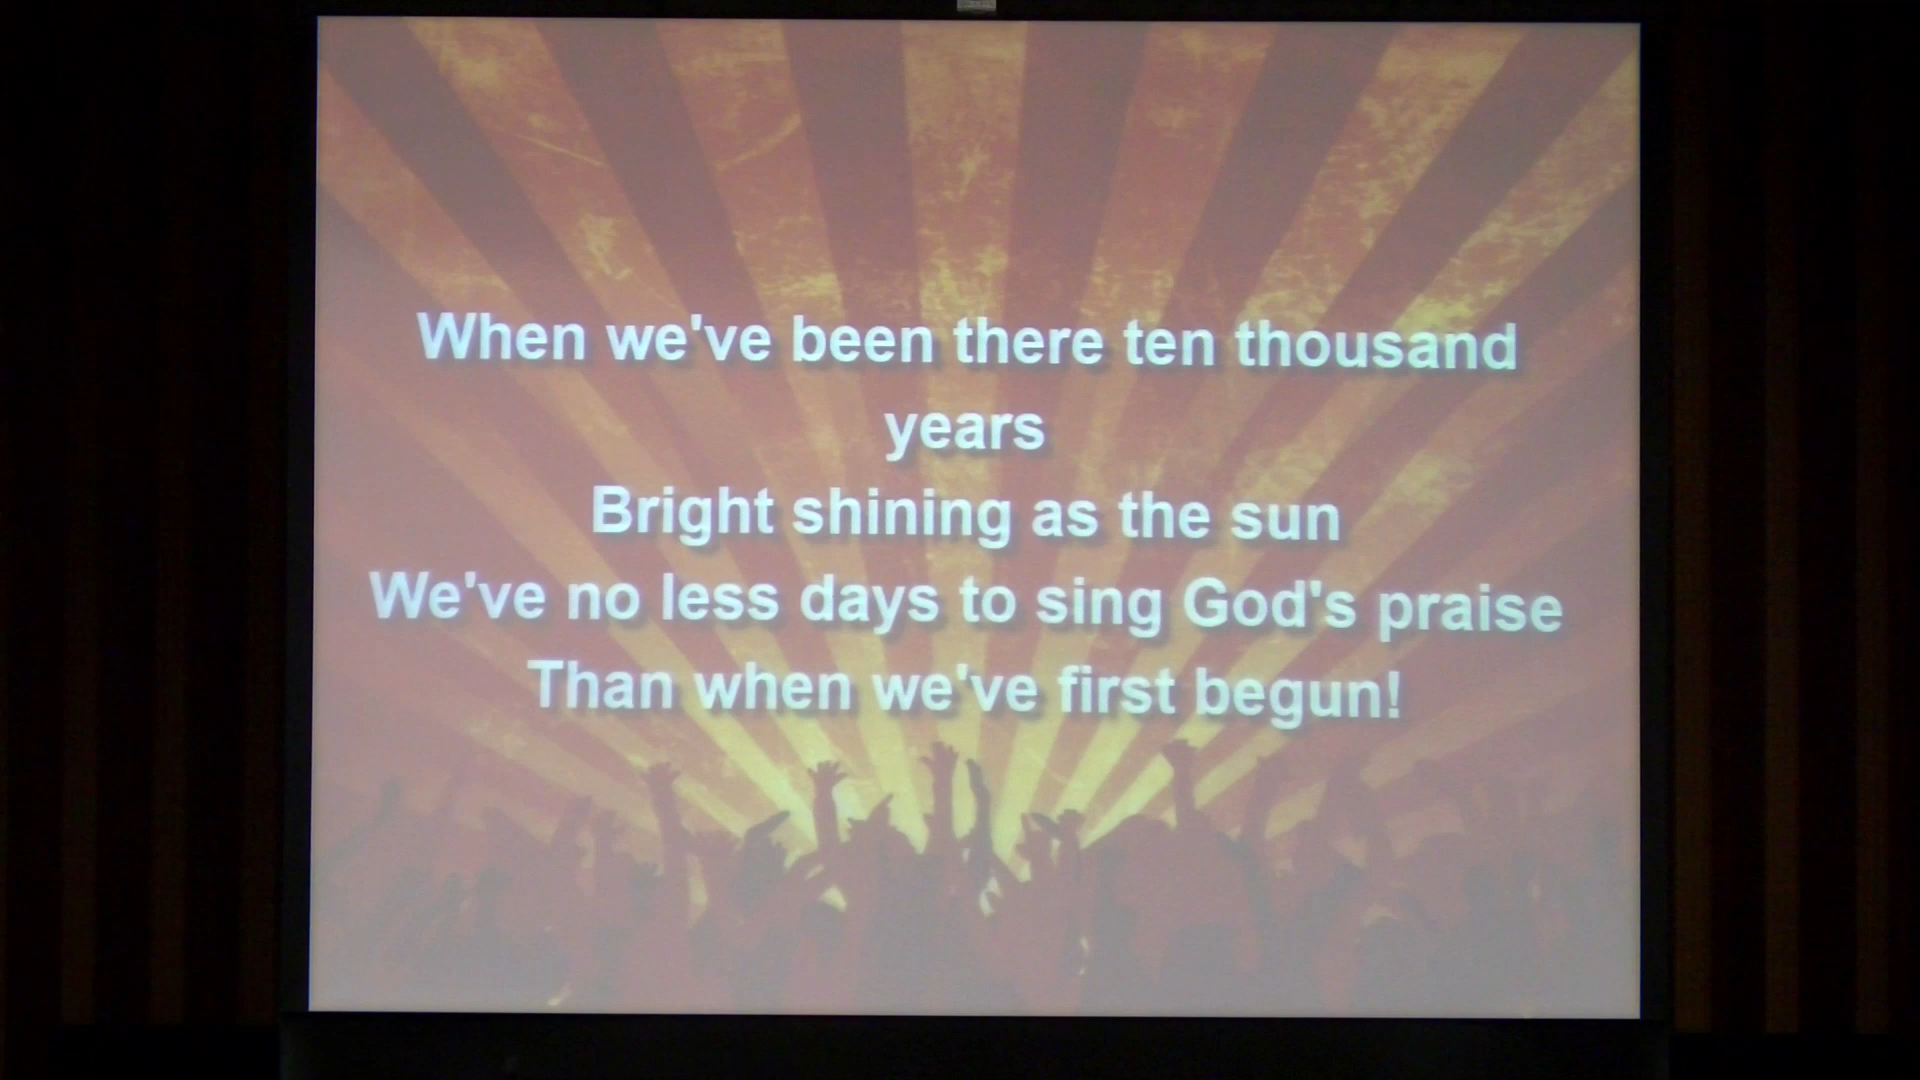 When we've been there ten thousand
years
Bright shining as the sun
We've no less days to sing God's praise
Than when we've first begun!